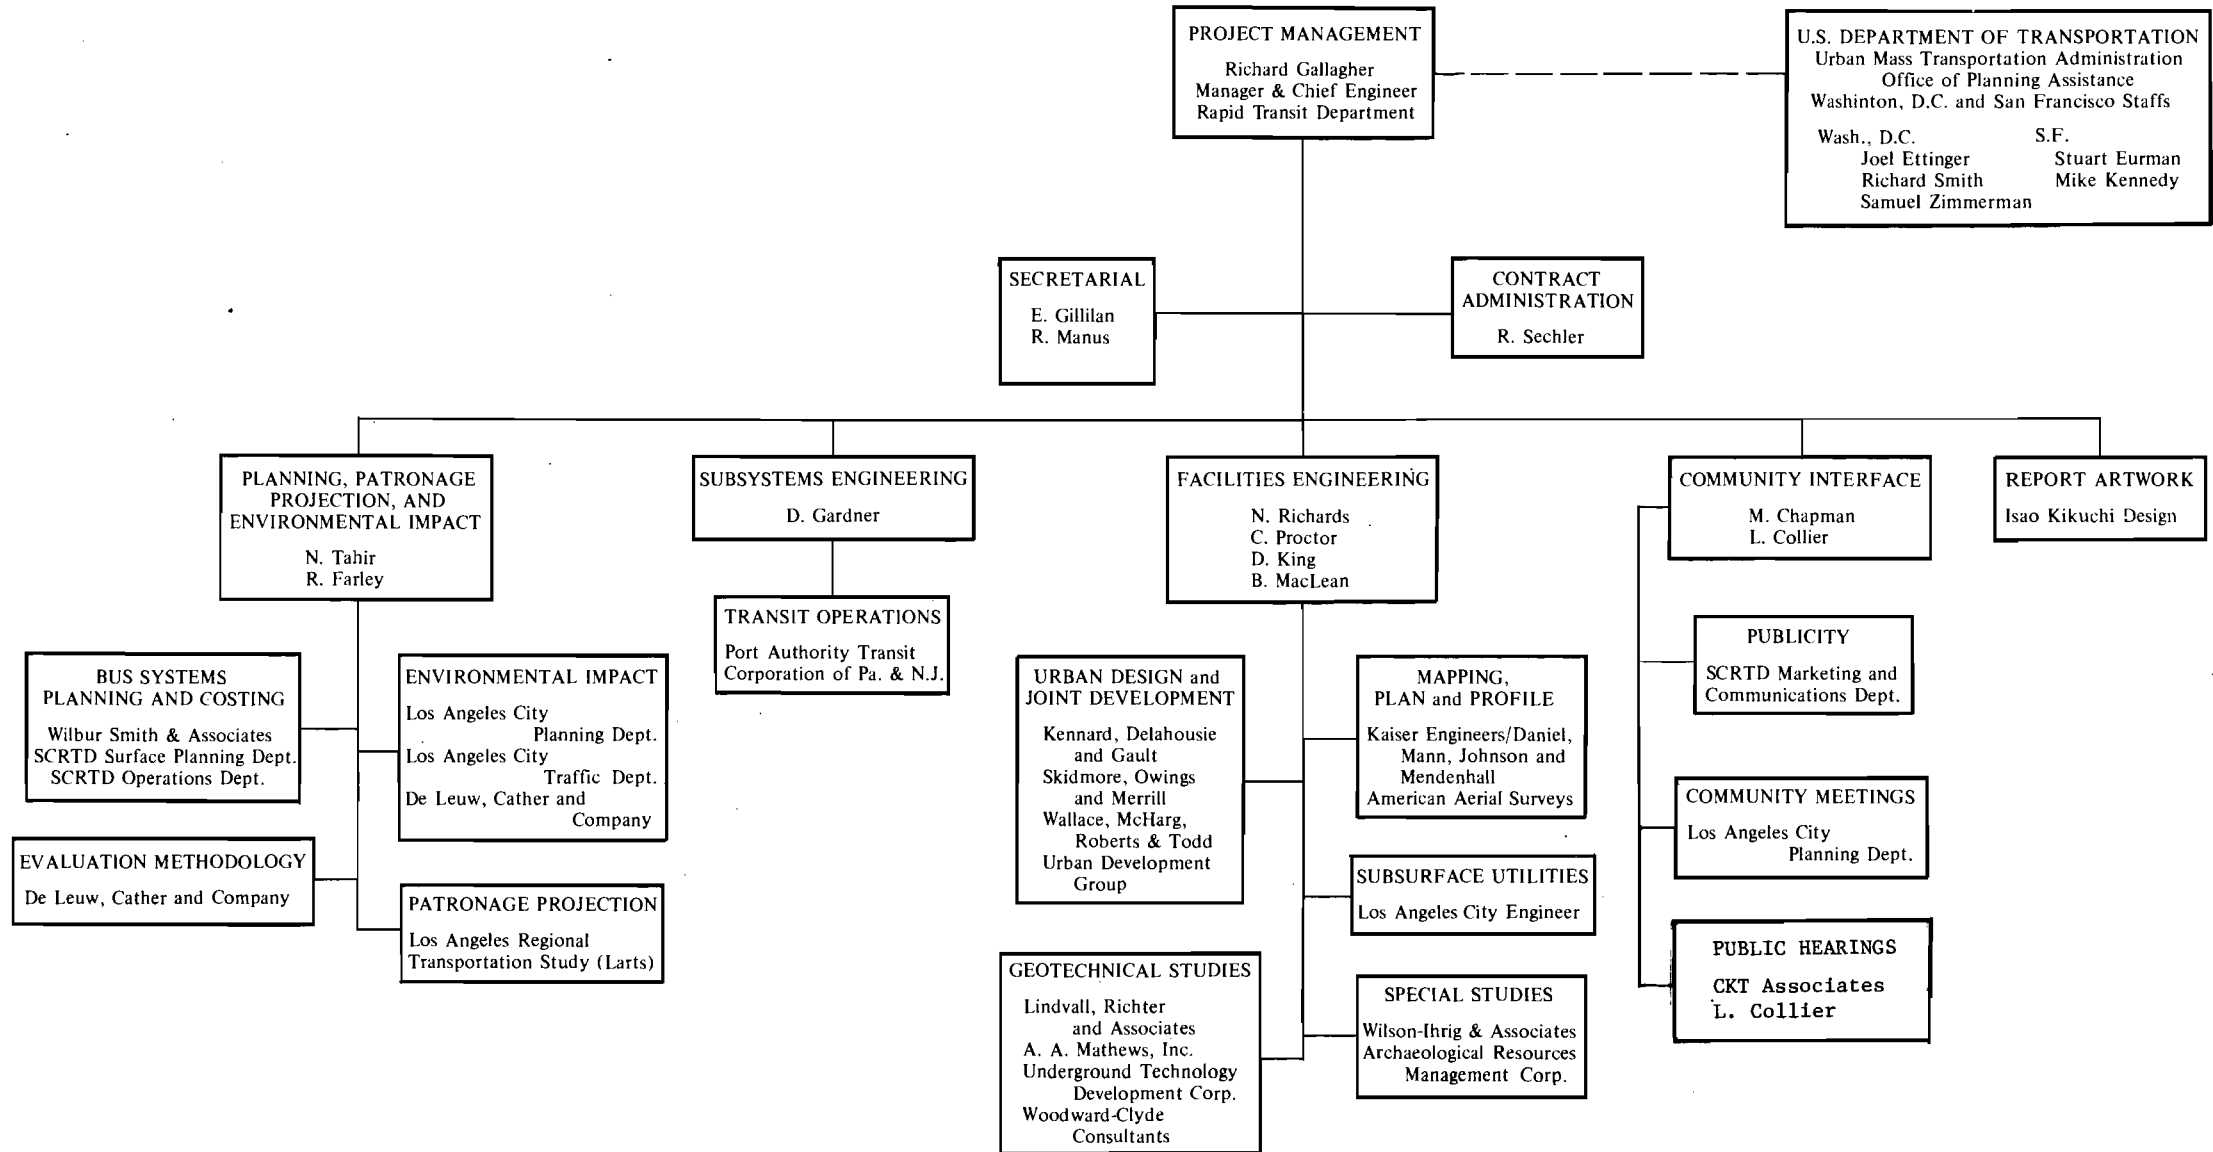 PROJECT MANAGEMENT
Richard Gallagher
Manager & Chief Engineer
Rapid Transit Department
U.S. DEPARTMENT OF TRANSPORTATION
Urban Mass Transportation Administration
Office of Planning Assistance
Washinton, D.C. and San Francisco Staffs
Wash., D.C.
Joel Ettinger
Richard Smith
Samuel Zimmerman
S.F.
Stuart Eurman
Mike Kennedy
SECRETARIAL
E. Gillilan
R. Manus
CONTRACT
ADMINISTRATION
R. Sechler
PLANNING, PATRONAGE
PROJECTION, AND
ENVIRONMENTAL IMPACT
N. Tahir
R. Farley
BUS SYSTEMS
PLANNING AND COSTING
Wilbur Smith & Associates
SCRTD Surface Planning Dept.
SCRTD Operations Dept.
ENVIRONMENTAL IMPACT
Los Angeles City
Planning Dept.
Los Angeles City
Traffic Dept.
De Leuw, Cather and
Company
EVALUATION METHODOLOGY
De Leuw, Cather and Company
PATRONAGE PROJECTION
Los Angeles Regional
Transportation Study (Larts)
SUBSYSTEMS ENGINEERING
D. Gardner
TRANSIT OPERATIONS
Port Authority Transit
Corporation of Pa. & N.J.
FACILITIES ENGINEERING
N. Richards
C. Proctor
D. King
B. MacLean
URBAN DESIGN and
JOINT DEVELOPMENT
Kennard, Delahousie
and Gault
Skidmore, Owings
and Merrill
Wallace, McHarg,
Roberts & Todd
Urban Development
Group
MAPPING,
PLAN and PROFILE
Kaiser Engineers/Daniel,
Mann, Johnson and
Mendenhall
American Aerial Surveys
SUBSURFACE UTILITIES
Los Angeles City Engineer
GEOTECHNICAL STUDIES
Lindvall, Richter
and Associates
A. A. Mathews, Inc.
Underground Technology
Development Corp.
Woodward-Clyde
Consultants
SPECIAL STUDIES
Wilson-Ihrig & Associates
Archaeological Resources
Management Corp.
COMMUNITY INTERFACE
M. Chapman
L. Collier
PUBLICITY
SCRTD Marketing and
Communications Dept.
COMMUNITY MEETINGS
Los Angeles City
Planning Dept.
PUBLIC HEARINGS
CKT Associates
L. Collier
REPORT ARTWORK
Isao Kikuchi Design